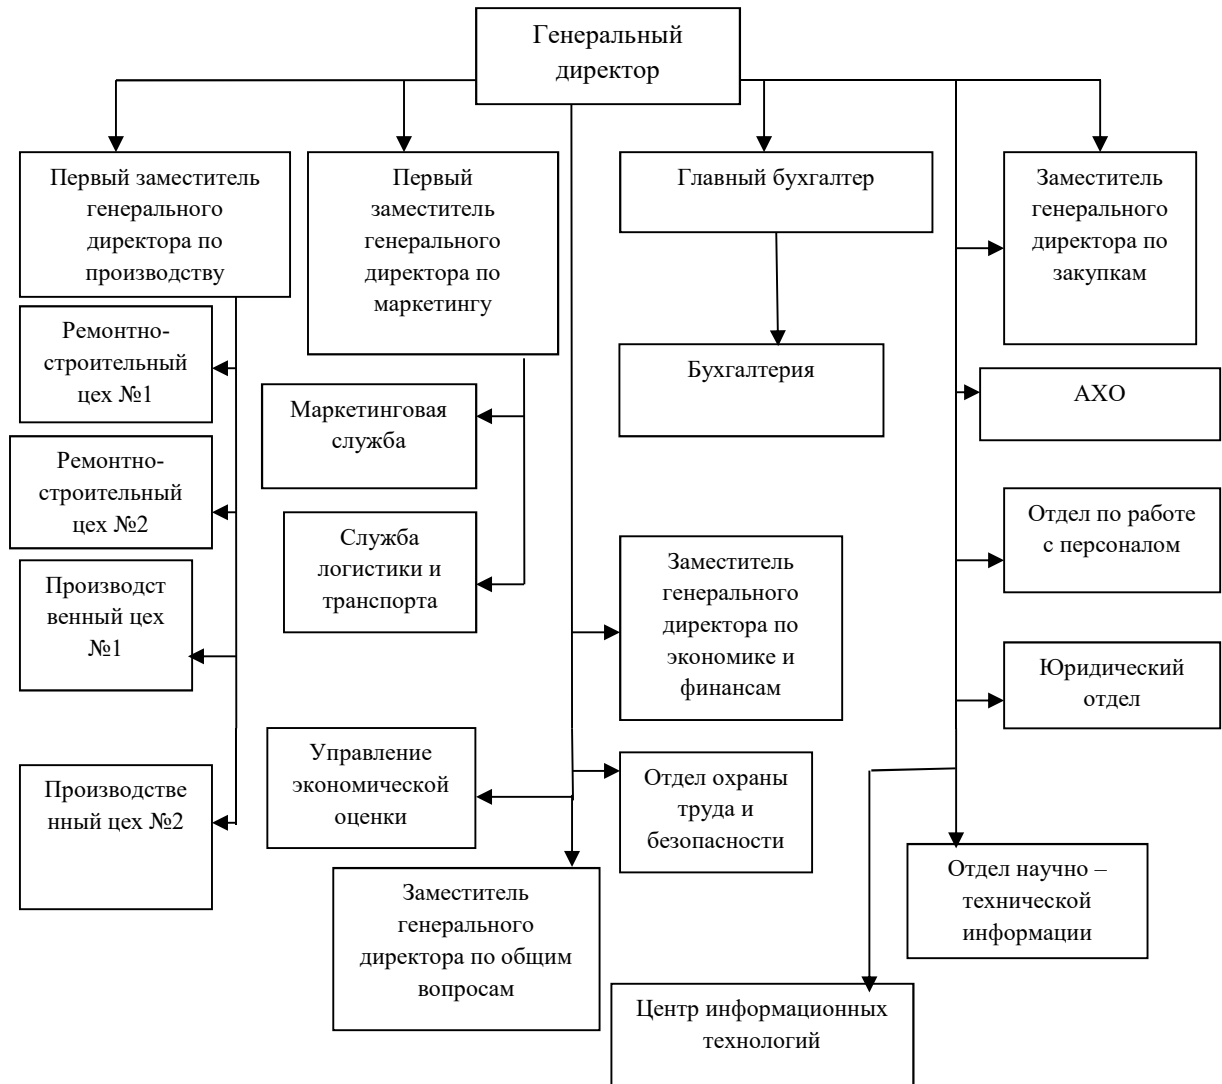 Генеральный
директор
Первый заместитель
генерального
директора по
производству
Первый
заместитель
генерального
директора по
маркетингу
Главный бухгалтер
Заместитель
генерального
директора по
закупкам
Ремонтно-
строительный
цех №1
Бухгалтерия
АХО
Маркетинговая
служба
Ремонтно-
строительный
цех №2
Служба
логистики и
транспорта
Отдел по работе
с персоналом
Производст
венный цех
№1
Заместитель
генерального
директора по
экономике и
финансам
Юридический
отдел
Производстве
нный цех №2
Управление
экономической
оценки
Отдел охраны
труда и
безопасности
Отдел научно –
технической
информации
Заместитель
генерального
директора по общим
вопросам
Центр информационных
технологий